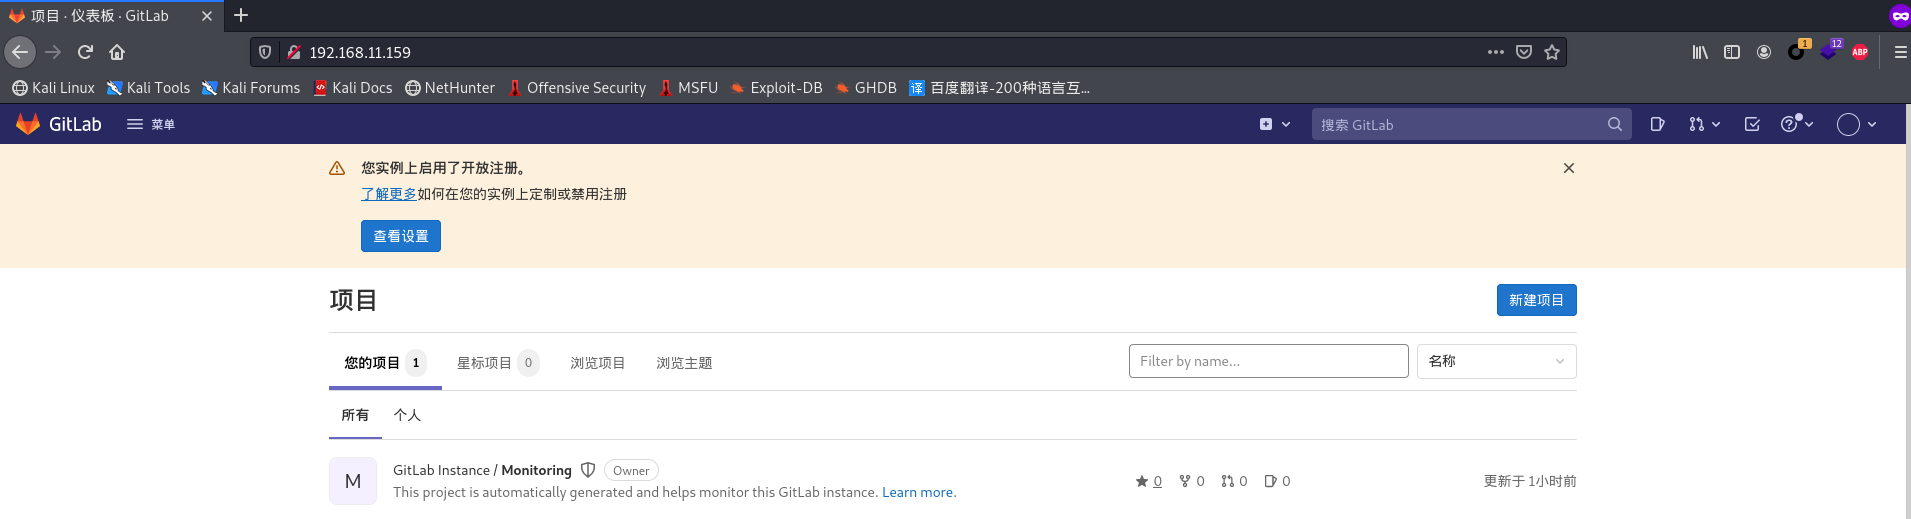 项目 · 仪表板 · GitLab
192.168.11.159
1
12
ABP
Kali Linux Kali Tools Kali Forums Kali Docs NetHunter Offensive Security MSFU Exploit-DB GHDB 译 百度翻译-200种语言互...
GitLab 菜单 搜索 GitLab
您实例上启用了开放注册。
了解更多如何在您的实例上定制或禁用注册
查看设置
项目 新建项目
您的项目 1 星标项目 0 浏览项目 浏览主题 Filter by name... 名称
所有 个人
M
GitLab Instance / Monitoring Owner
This project is automatically generated and helps monitor this GitLab instance. Learn more.
0 0 0 0 更新于 1小时前